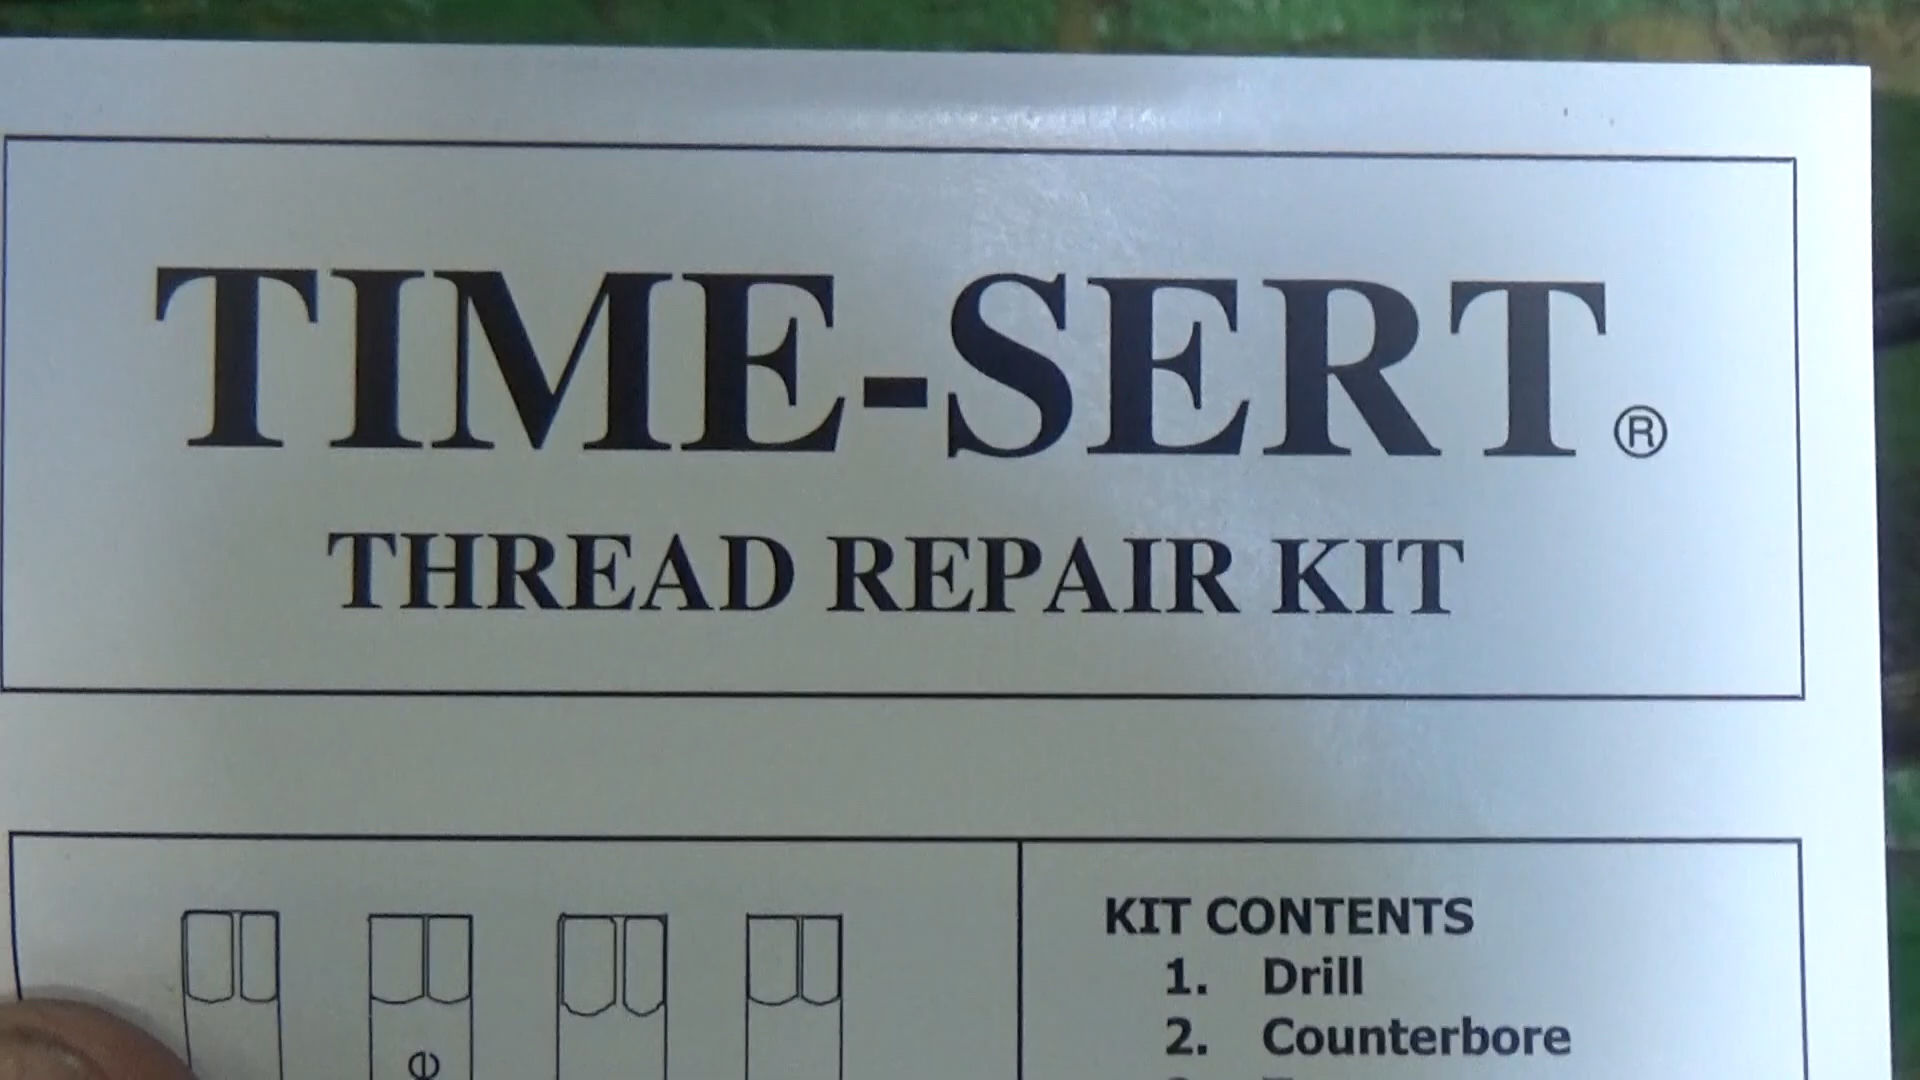 TIME-SERT®
THREAD REPAIR KIT
KIT CONTENTS
1. Drill
2. Counterbore
e